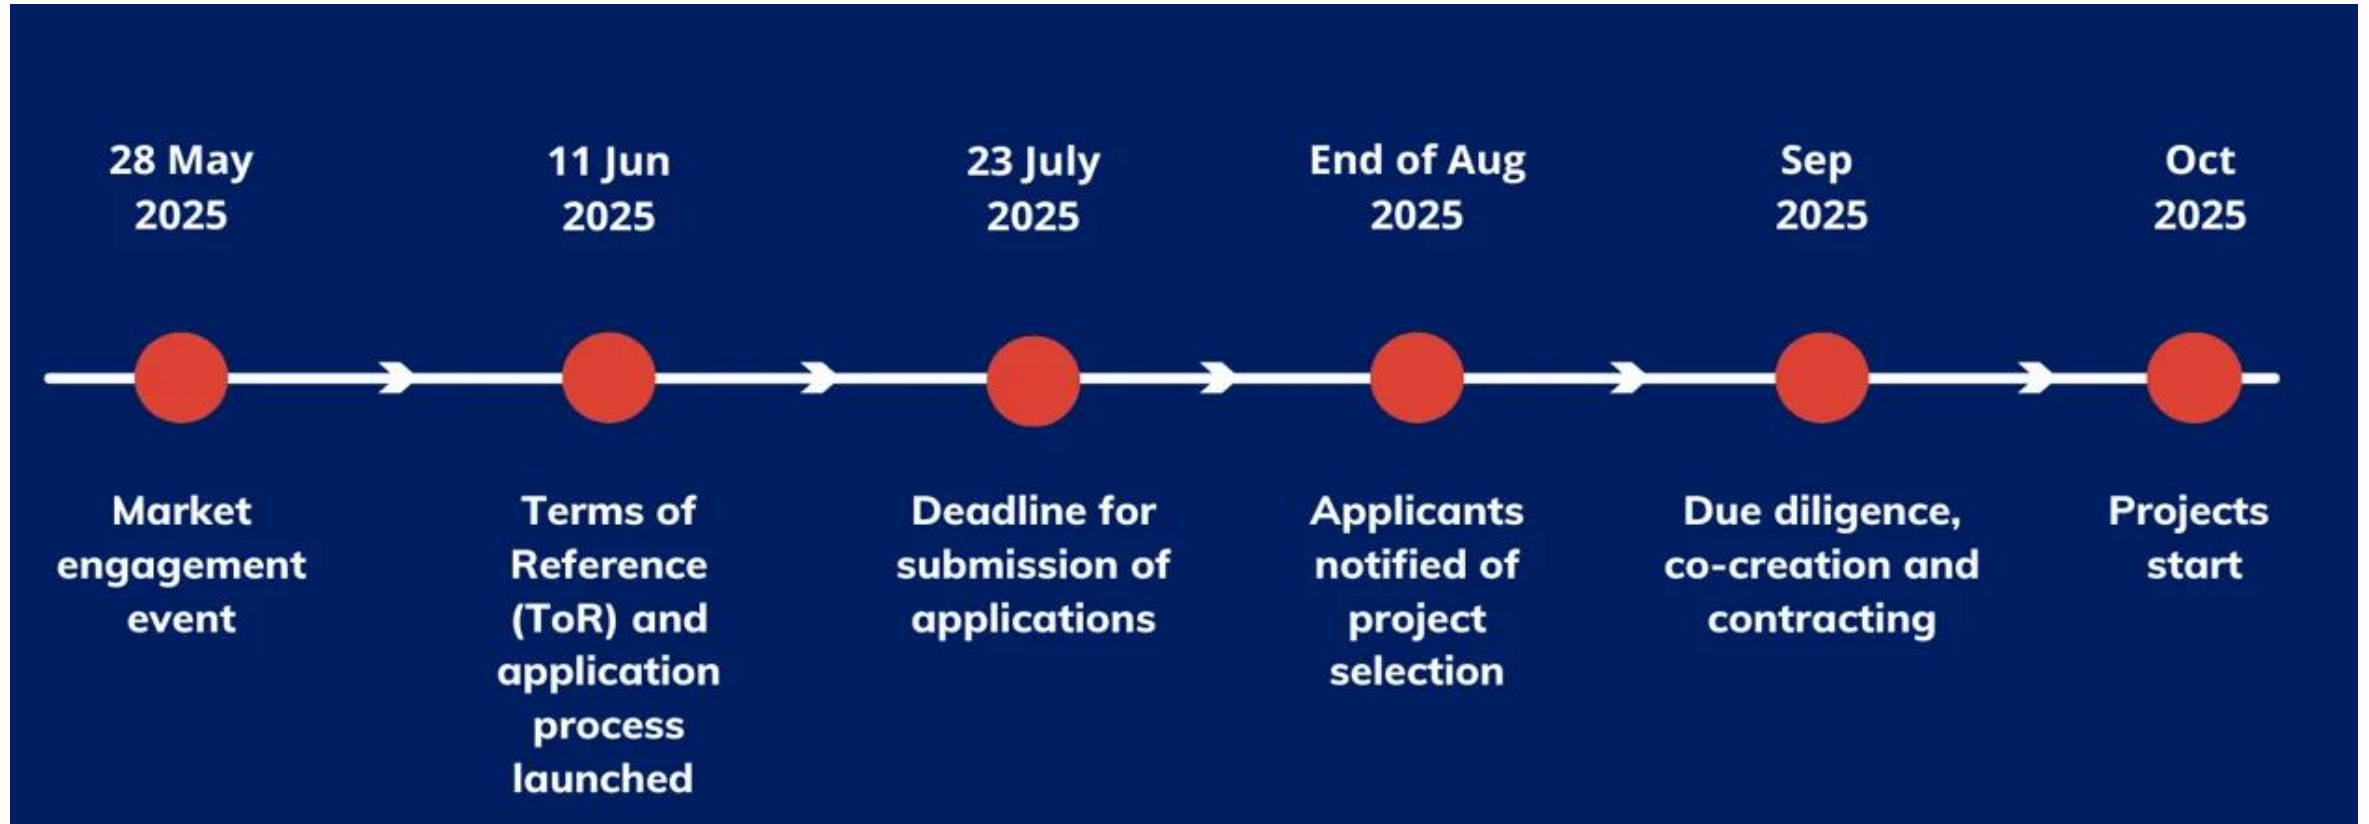 28 May
2025
11 Jun
2025
23 July
2025
End of Aug
2025
Sep
2025
Oct
2025
Market
engagement
event
Terms of
Reference
(ToR) and
application
process
launched
Deadline for
submission of
applications
Applicants
notified of
project
selection
Due diligence,
co-creation and
contracting
Projects
start